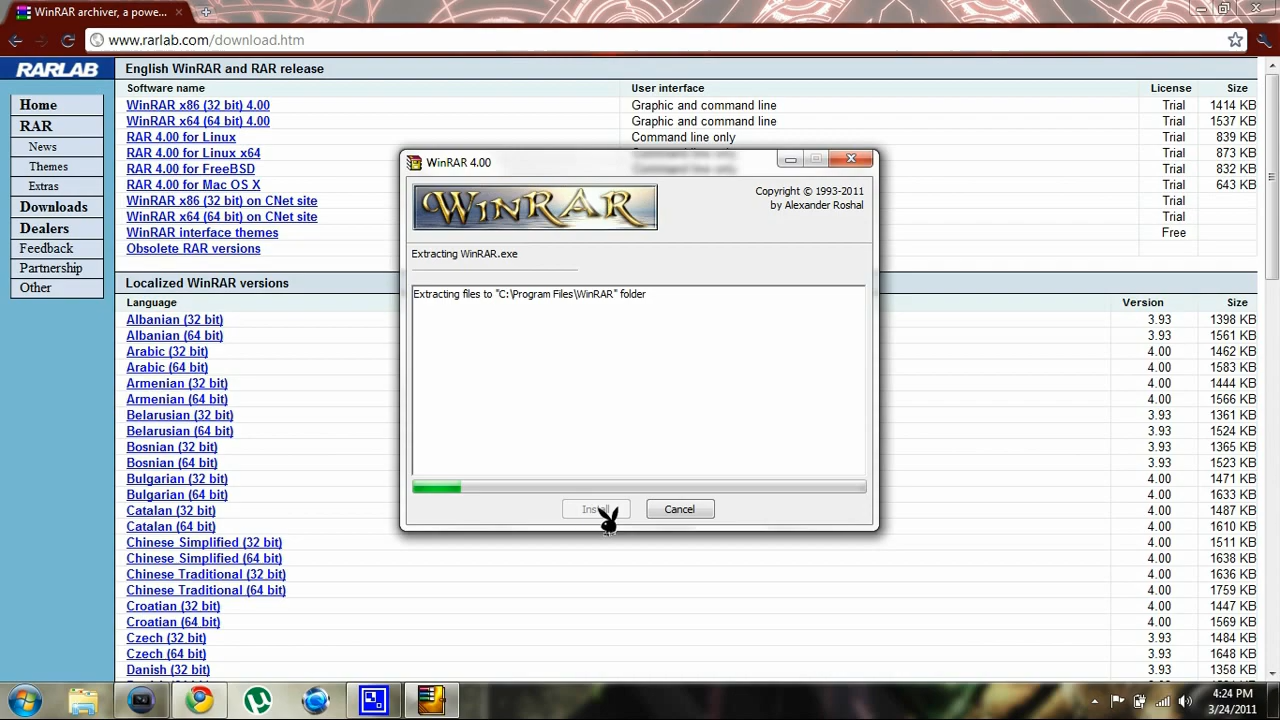 WinRAR archiver, a powe...
www.rarlab.com/download.htm
RARLAB
Home
RAR
News
Themes
Extras
Downloads
Dealers
Feedback
Partnership
Other
English WinRAR and RAR release
Software name User interface License Size
WinRAR x86 (32 bit) 4.00 Graphic and command line Trial 1414 KB
WinRAR x64 (64 bit) 4.00 Graphic and command line Trial 1537 KB
RAR 4.00 for Linux Command line only Trial 839 KB
RAR 4.00 for Linux x64 Command line only Trial 873 KB
RAR 4.00 for FreeBSD Command line only Trial 832 KB
RAR 4.00 for Mac OS X Trial 643 KB
WinRAR x86 (32 bit) on CNet site Trial
WinRAR x64 (64 bit) on CNet site Trial
WinRAR interface themes Free
Obsolete RAR versions
Localized WinRAR versions
Language Version Size
Albanian (32 bit) 3.93 1398 KB
Albanian (64 bit) 3.93 1561 KB
Arabic (32 bit) 4.00 1462 KB
Arabic (64 bit) 4.00 1583 KB
Armenian (32 bit) 4.00 1444 KB
Armenian (64 bit) 4.00 1566 KB
Belarusian (32 bit) 3.93 1361 KB
Belarusian (64 bit) 3.93 1524 KB
Bosnian (32 bit) 3.93 1365 KB
Bosnian (64 bit) 3.93 1523 KB
Bulgarian (32 bit) 4.00 1471 KB
Bulgarian (64 bit) 4.00 1633 KB
Catalan (32 bit) 4.00 1487 KB
Catalan (64 bit) 4.00 1610 KB
Chinese Simplified (32 bit) 4.00 1516 KB
Chinese Simplified (64 bit) 4.00 1638 KB
Chinese Traditional (32 bit) 4.00 1636 KB
Chinese Traditional (64 bit) 4.00 1759 KB
Croatian (32 bit) 4.00 1447 KB
Croatian (64 bit) 4.00 1569 KB
Czech (32 bit) 3.93 1484 KB
Czech (64 bit) 3.93 1648 KB
Danish (32 bit) 3.93 1358 KB
WinRAR 4.00
WinRAR
Copyright © 1993-2011
by Alexander Roshal
Extracting WinRAR.exe
Extracting files to "C:\Program Files\WinRAR" folder
Install
Cancel
4:24 PM
3/24/2011